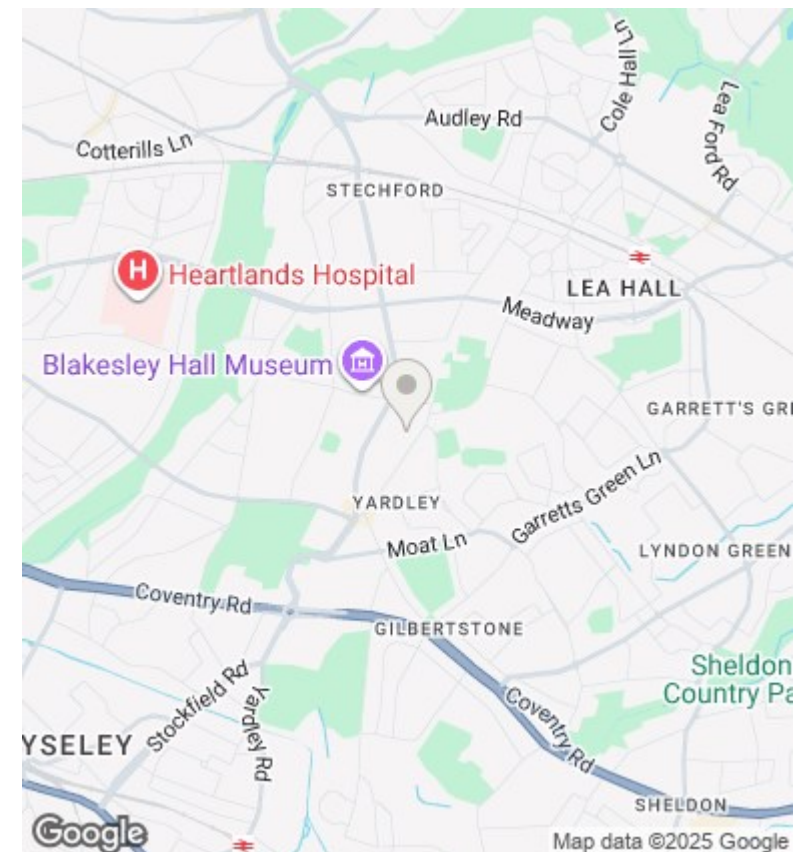 Cole Hall Ln
Audley Rd
Lea Ford Rd
Cotterills Ln
STECHFORD
H
Heartlands Hospital
LEA HALL
Meadway
Blakesley Hall Museum
GARRETT'S GRE
YARDLEY
Garretts Green Ln
Moat Ln
LYNDON GREEN
Coventry Rd
GILBERTSTONE
Sheldon
Country Pa
Stockfield Rd
Yardley Rd
Coventry Rd
YSELEY
SHELDON
Google
Map data ©2025 Google